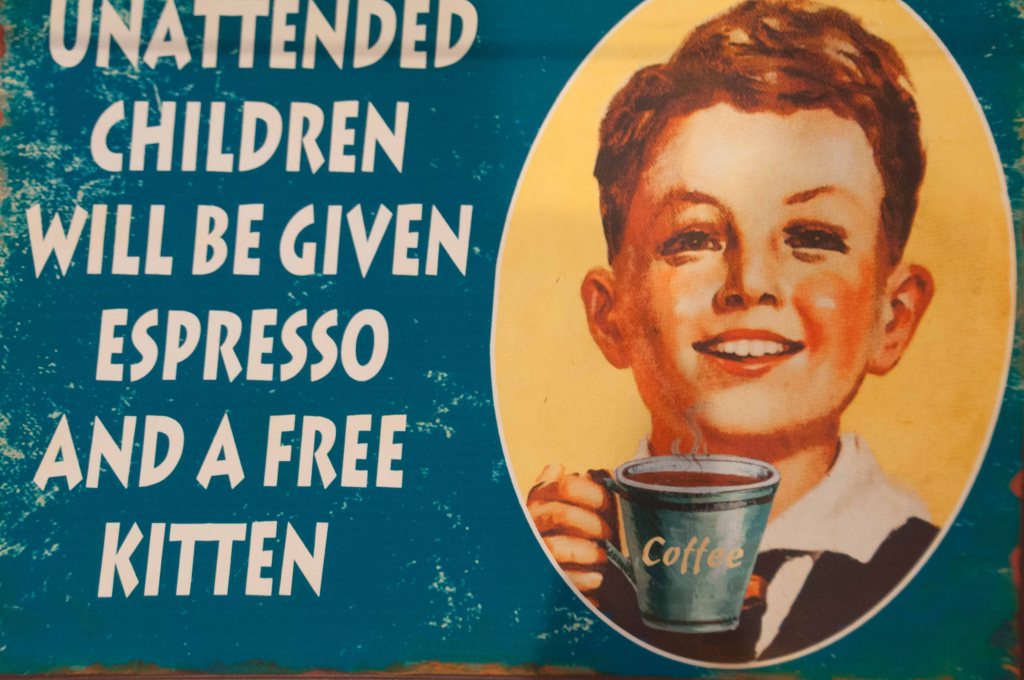 UNATTENDED
CHILDREN
WILL BE GIVEN
ESPRESSO
AND A FREE
KITTEN
Coffee